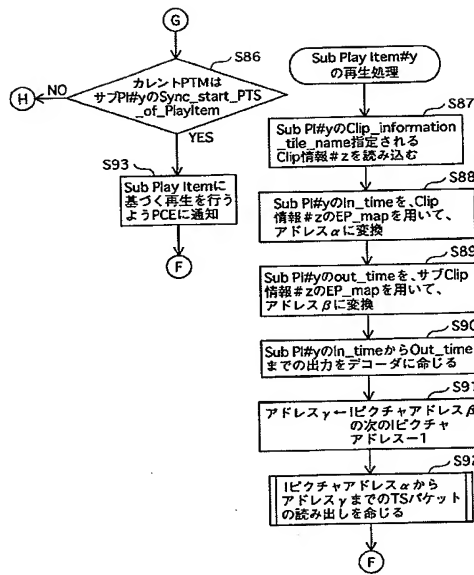 G
S86
カレントPTMは
サブPI#yのSync_start_PTS
_of_PlayItem
NO
H
YES
S93
Sub Play Itemに
基づく再生を行う
ようPCEに通知
F
Sub Play Item#y
の再生処理
S87
Sub PI#yのClip_information
_tile_name指定される
Clip情報#zを読み込む
S88
Sub PI#yのIn_timeを、Clip
情報#zのEP_mapを用いて、
アドレスαに変換
S89
Sub PI#yのout_timeを、サブClip
情報#zのEP_mapを用いて、
アドレスβに変換
S90
Sub PI#yのIn_timeからOut_time
までの出力をデコーダに命じる
S91
アドレスγ←Iピクチャアドレスβ
の次のIピクチャ
アドレスー1
S92
Iピクチャアドレスαから
アドレスγまでのTSパケット
の読み出しを命じる
F